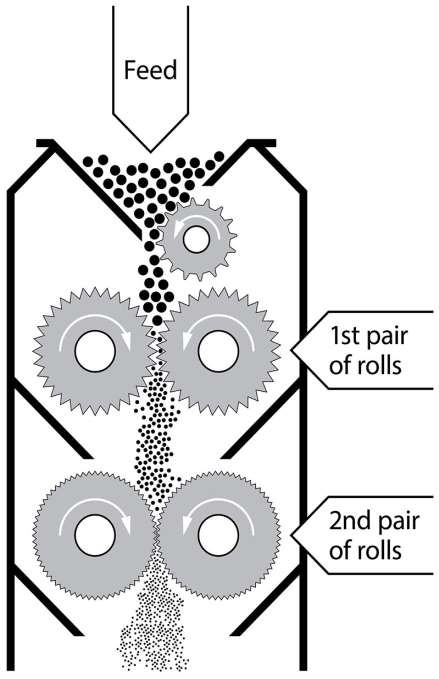 Feed
1st pair
of rolls
2nd pair
of rolls